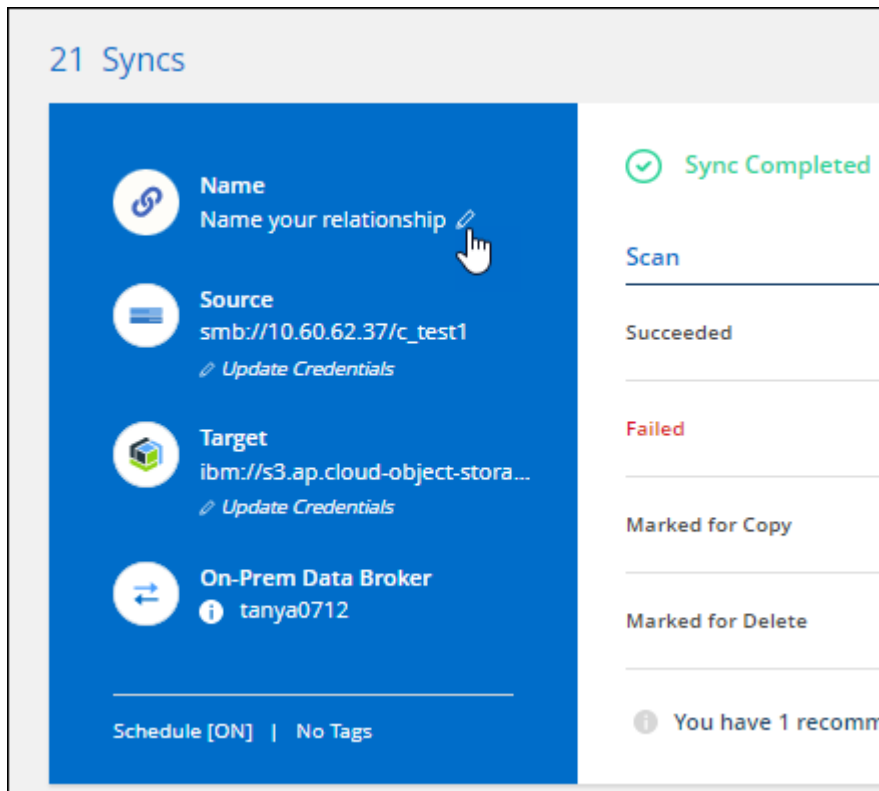 21 Syncs
Name
Name your relationship
Source
smb://10.60.62.37/c_test1
Update Credentials
Target
ibm://s3.ap.cloud-object-stora...
Update Credentials
On-Prem Data Broker
tanya0712
Schedule [ON] | No Tags
Sync Completed
Scan
Succeeded
Failed
Marked for Copy
Marked for Delete
You have 1 recomm